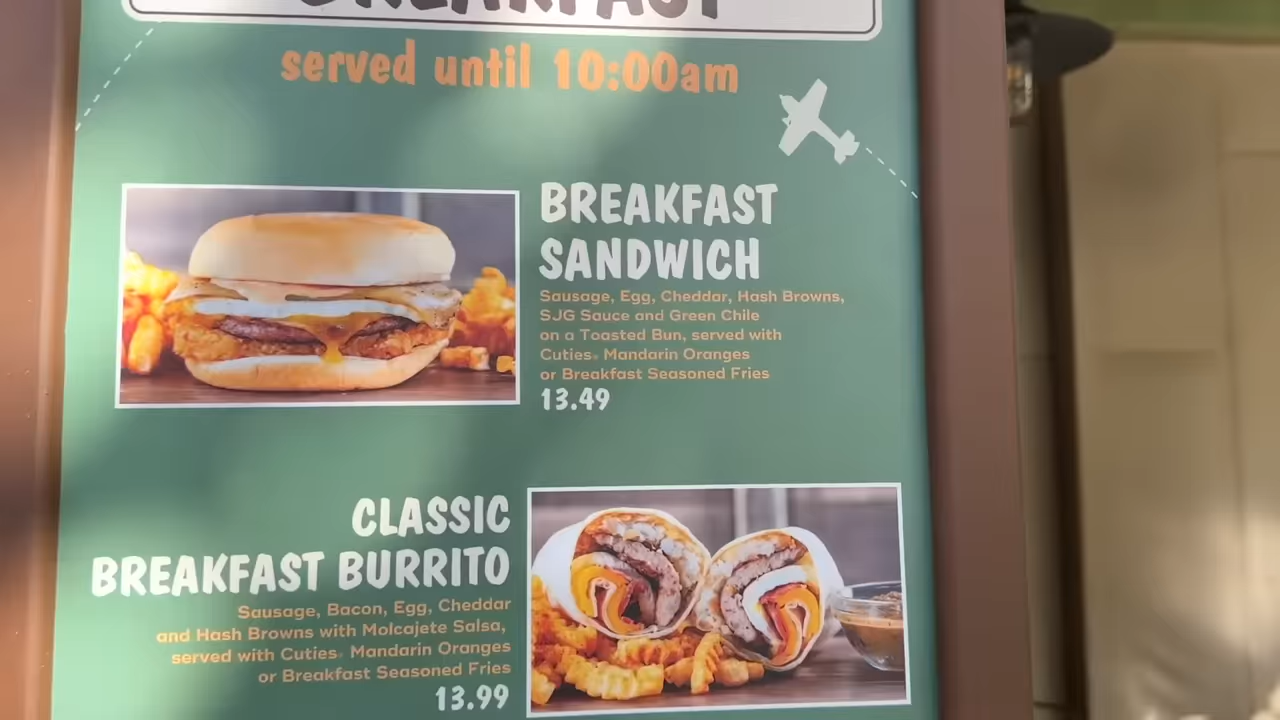 BREAKFAST
served until 10:00am
BREAKFAST
SANDWICH
Sausage, Egg, Cheddar, Hash Browns,
SJG Sauce and Green Chile
on a Toasted Bun, served with
Cuties® Mandarin Oranges
or Breakfast Seasoned Fries
13.49
CLASSIC
BREAKFAST BURRITO
Sausage, Bacon, Egg, Cheddar
and Hash Browns with Molcajete Salsa,
served with Cuties® Mandarin Oranges
or Breakfast Seasoned Fries
13.99